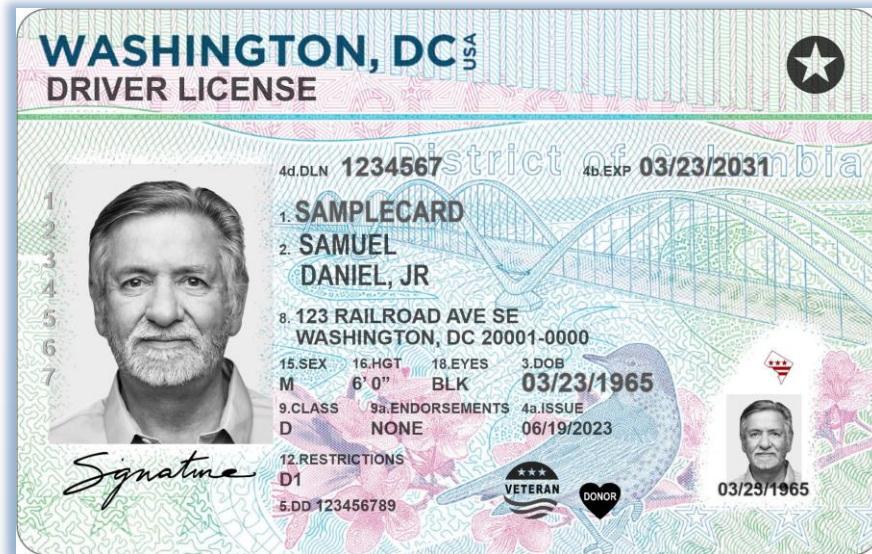 WASHINGTON, DC USA
DRIVER LICENSE
District of Columbia
4d.DLN 1234567 4b.EXP 03/23/2031
1. SAMPLECARD
2. SAMUEL
DANIEL, JR
8. 123 RAILROAD AVE SE
WASHINGTON, DC 20001-0000
15.SEX 16.HGT 18.EYES 3.DOB
M 6' 0" BLK 03/23/1965
9.CLASS 9a.ENDORSEMENTS 4a.ISSUE
D NONE 06/19/2023
12.RESTRICTIONS
D1
5.DD 123456789
1
2
3
4
5
6
7
Signature
VETERAN
DONOR
03/23/1965